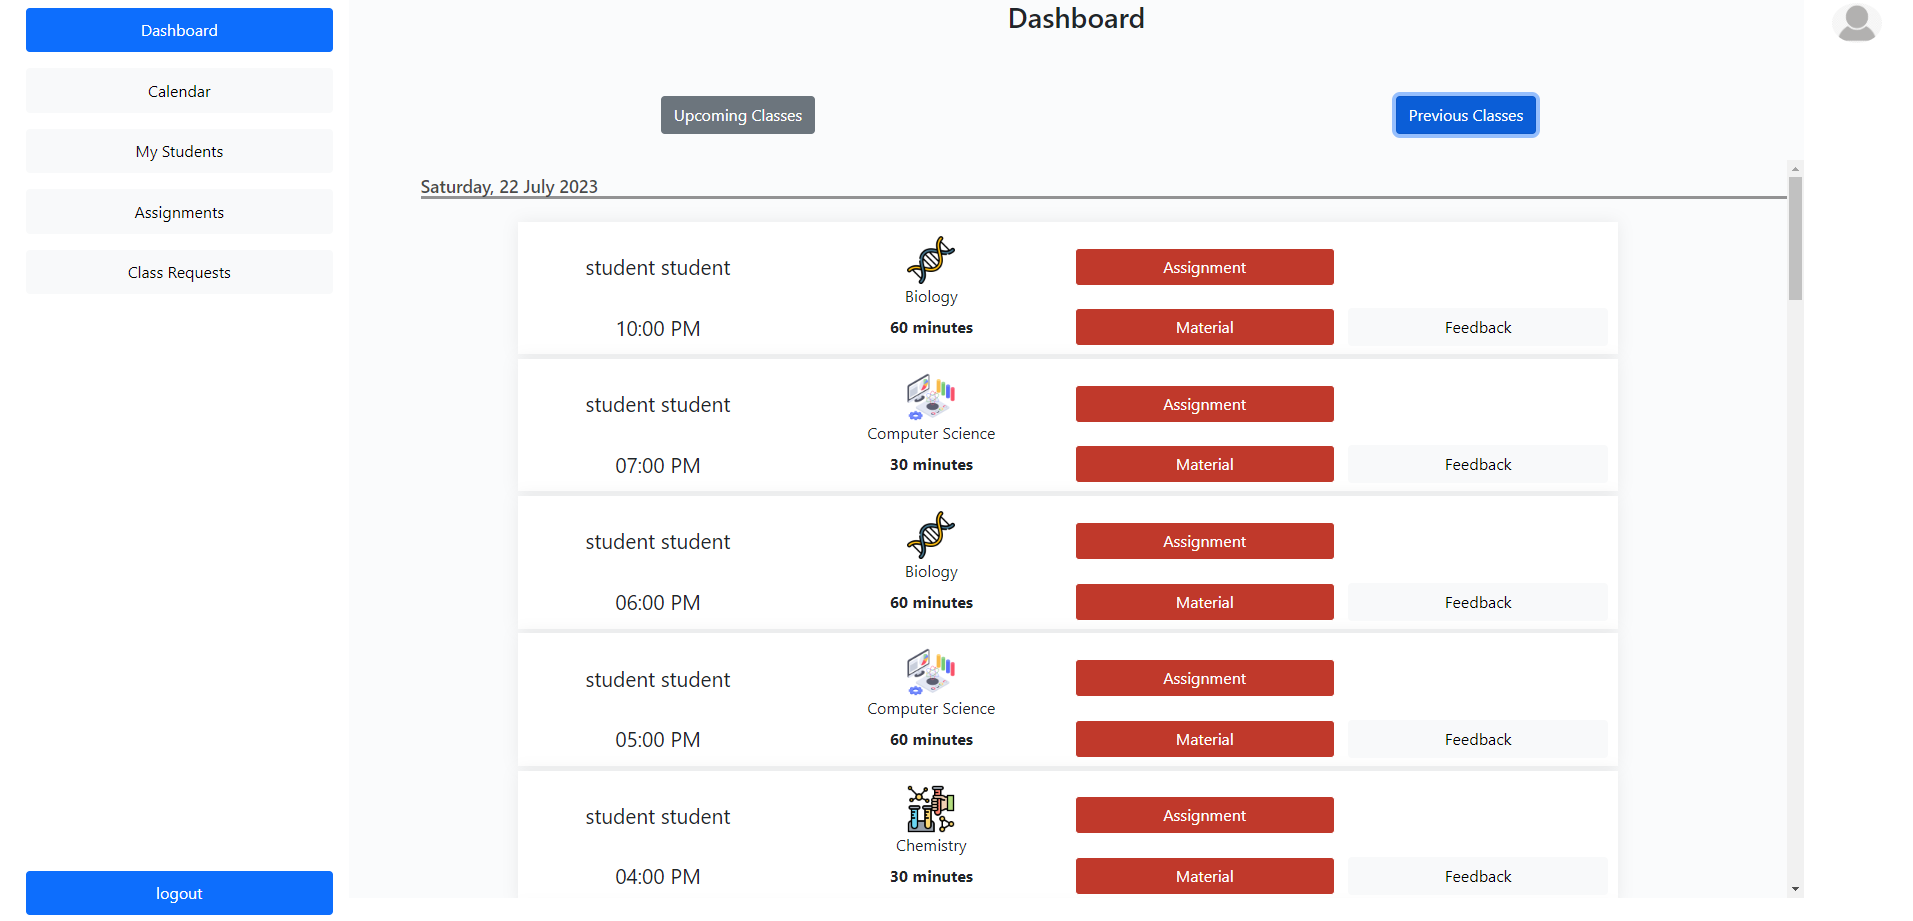 Dashboard
Calendar
My Students
Assignments
Class Requests
logout
Dashboard
Upcoming Classes
Previous Classes
Saturday, 22 July 2023
student student
Biology
Assignment
10:00 PM
60 minutes
Material
Feedback
student student
Computer Science
Assignment
07:00 PM
30 minutes
Material
Feedback
student student
Biology
Assignment
06:00 PM
60 minutes
Material
Feedback
student student
Computer Science
Assignment
05:00 PM
60 minutes
Material
Feedback
student student
Chemistry
Assignment
04:00 PM
30 minutes
Material
Feedback